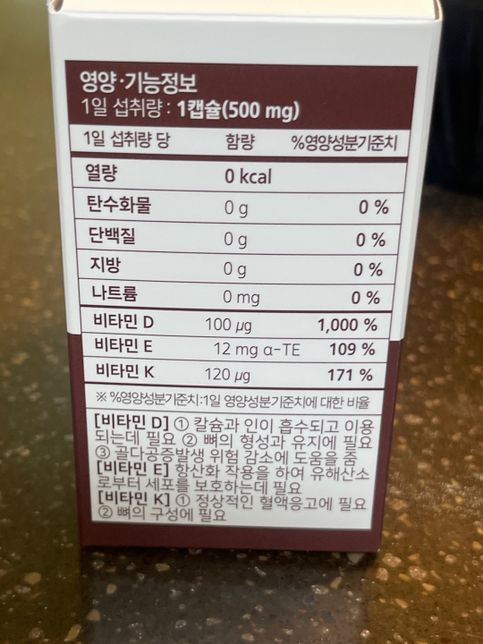 영양·기능정보
1일 섭취량 : 1캡슐(500 mg)
1일 섭취량 당 함량 %영양성분기준치
열량 0 kcal
탄수화물 0 g 0 %
단백질 0 g 0 %
지방 0 g 0 %
나트륨 0 mg 0 %
비타민 D 100 µg 1,000 %
비타민 E 12 mg α-TE 109 %
비타민 K 120 µg 171 %
※ %영양성분기준치:1일 영양성분기준치에 대한 비율
[비타민 D] ① 칼슘과 인이 흡수되고 이용
되는데 필요 ② 뼈의 형성과 유지에 필요
③ 골다공증발생 위험 감소에 도움을 줌
[비타민 E] 항산화 작용을 하여 유해산소
로부터 세포를 보호하는데 필요
[비타민 K] ① 정상적인 혈액응고에 필요
② 뼈의 구성에 필요